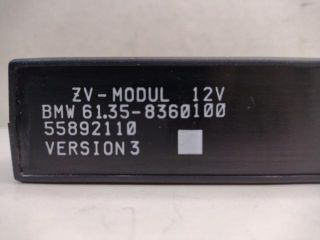 ZV-MODUL 12V
BMW 61.35-8360100
55892110
VERSION 3